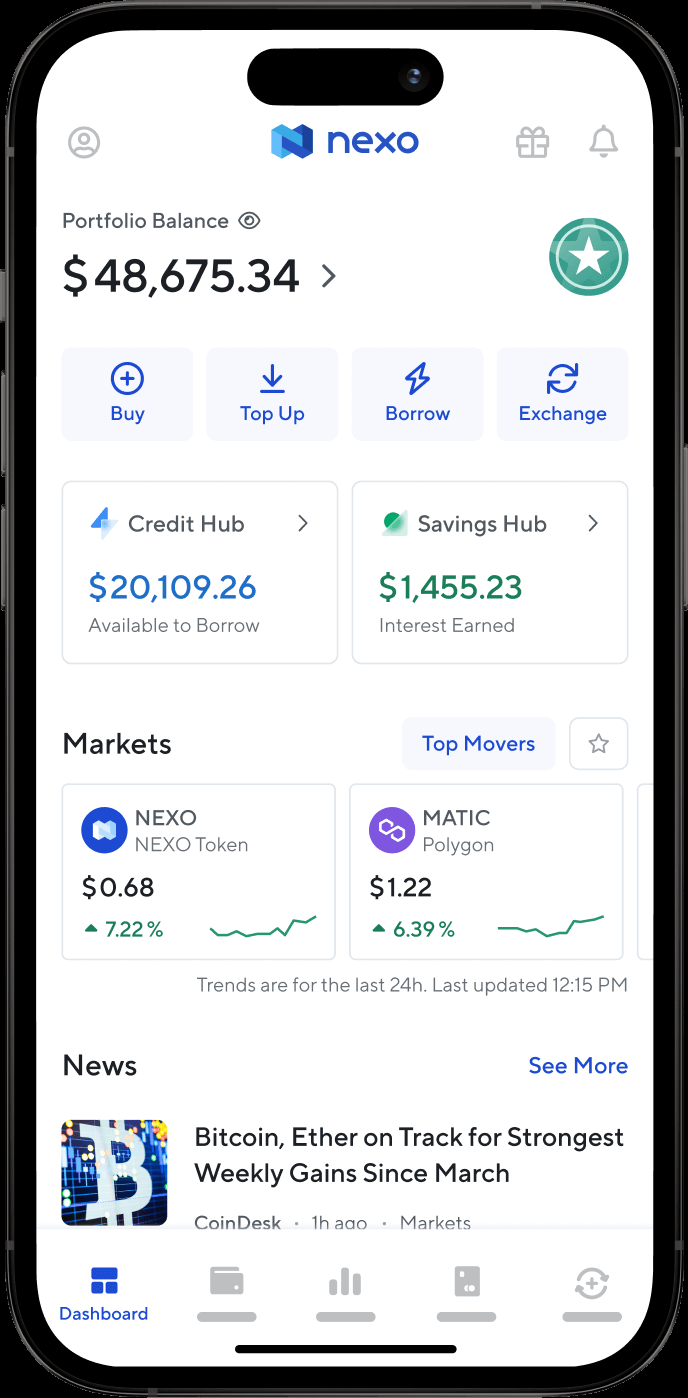 nexo
Portfolio Balance
$48,675.34
Buy
Top Up
Borrow
Exchange
Credit Hub
$20,109.26
Available to Borrow
Savings Hub
$1,455.23
Interest Earned
Markets
Top Movers
NEXO
NEXO Token
$0.68
7.22%
MATIC
Polygon
$1.22
6.39%
Trends are for the last 24h. Last updated 12:15 PM
News
See More
Bitcoin, Ether on Track for Strongest
Weekly Gains Since March
CoinDesk · 1h ago · Markets
Dashboard